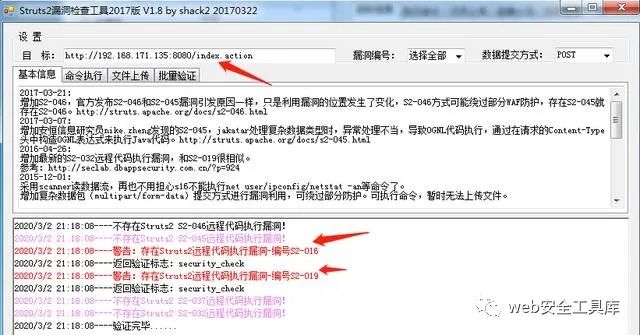 Struts2漏洞检查工具2017版 V1.8 by shack2 20170322
设 置
目 标: http://192.168.171.135:8080/index.action 漏洞编号: 选择全部 数据提交方式: POST
基本信息 命令执行 文件上传 批量验证
2017-03-21:
增加S2-046，官方发布S2-046和S2-045漏洞引发原因一样，只是利用漏洞的位置发生了变化，S2-046方式可能绕过部分WAF防护，存在S2-045就
存在S2-046。http://struts.apache.org/docs/s2-046.html
2017-03-07:
增加安恒信息研究员nike.zheng发现的S2-045，jakatar处理复杂数据类型时，异常处理不当，导致OGNL代码执行，通过在请求的Content-Type
头中构造OGNL表达式来执行Java代码。http://struts.apache.org/docs/s2-045.html
2016-04-26:
增加最新的S2-032远程代码执行漏洞，和S2-019很相似。
参考：http://seclab.dbappsecurity.com.cn/?p=924
2015-12-01:
采用scanner读数据流，再也不用担心s16不能执行net user/ipconfig/netstat -an等命令了。
增加复杂数据包（multipart/form-data）提交方式进行漏洞利用，可绕过部分防护。可执行命令，暂时无法上传文件。
2020/3/2 21:18:08----不存在Struts2 S2-046远程代码执行漏洞!
2020/3/2 21:18:08----不存在Struts2 S2-045远程代码执行漏洞!
2020/3/2 21:18:08----警告: 存在Struts2远程代码执行漏洞-编号S2-016
2020/3/2 21:18:08----返回验证标志: security_check
2020/3/2 21:18:08----警告: 存在Struts2远程代码执行漏洞-编号S2-019
2020/3/2 21:18:08----返回验证标志: security_check
2020/3/2 21:18:08----不存在Struts2 S2-037远程代码执行漏洞!
2020/3/2 21:18:08----不存在Struts2 S2-032远程代码执行漏洞!
2020/3/2 21:18:08----验证完毕......
web安全工具库